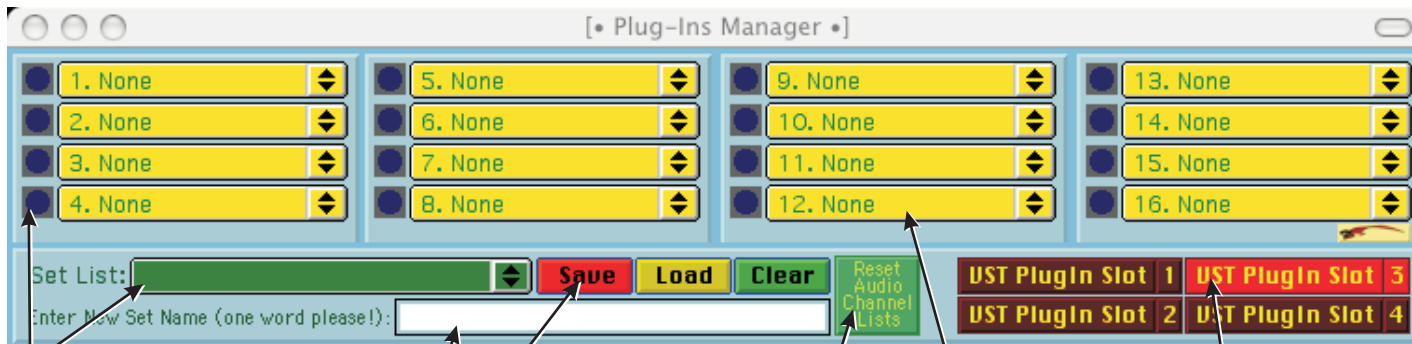 [• Plug-Ins Manager •]
1. None
2. None
3. None
4. None
5. None
6. None
7. None
8. None
9. None
10. None
11. None
12. None
13. None
14. None
15. None
16. None
Set List:
Save
Load
Clear
Enter New Set Name (one word please!):
Reset
Audio
Channel
Lists
VST PlugIn Slot 1
VST PlugIn Slot 3
VST PlugIn Slot 2
VST PlugIn Slot 4